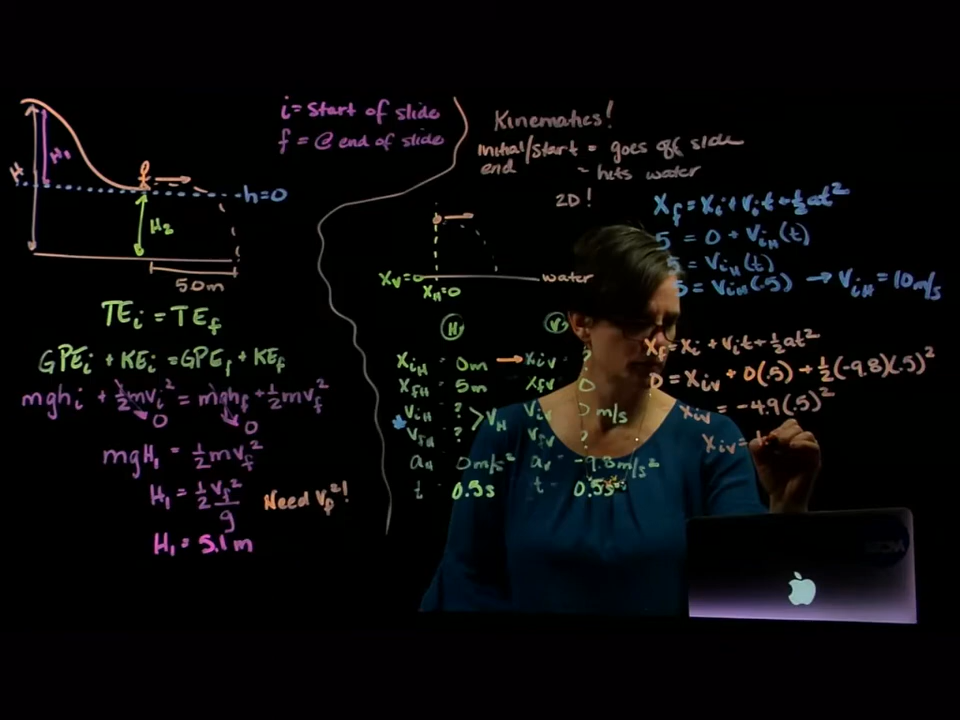 i = Start of slide
f = @ end of slide
H
H₁
h=0
H₂
5.0m
TEi = TEf
GPEi + KEi = GPEf + KEf
mghi + ½mvi² = mghf + ½mvf²
0
0
mgH₁ = ½mvf²
H₁ = ½ vf²/g
Need vf²!
H₁ = 5.1 m
Kinematics!
Initial/Start = goes off slide
end = hits water
2D!
Xv=0
XH=0
water
H
V
XiH = 0m → Xiv = ?
XfH = 5m Xfv 0
ViH ? > VH Viv 0 m/s
VfH ? Vfv ?
aH 0m/s² av -9.8m/s²
t 0.5s t 0.5s
Xf = Xi + Vit + ½at²
5 = 0 + ViH(t)
5 = ViH(t)
5 = ViH(.5) → ViH = 10m/s
Xf = Xi + Vit + ½at²
0 = Xiv + 0(.5) + ½(-9.8)(.5)²
Xiv = -4.9(.5)²
Xiv =